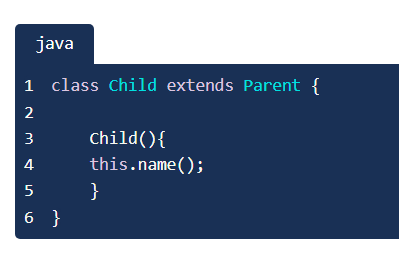 java
1 class Child extends Parent {
2
3 Child(){
4 this.name();
5 }
6 }